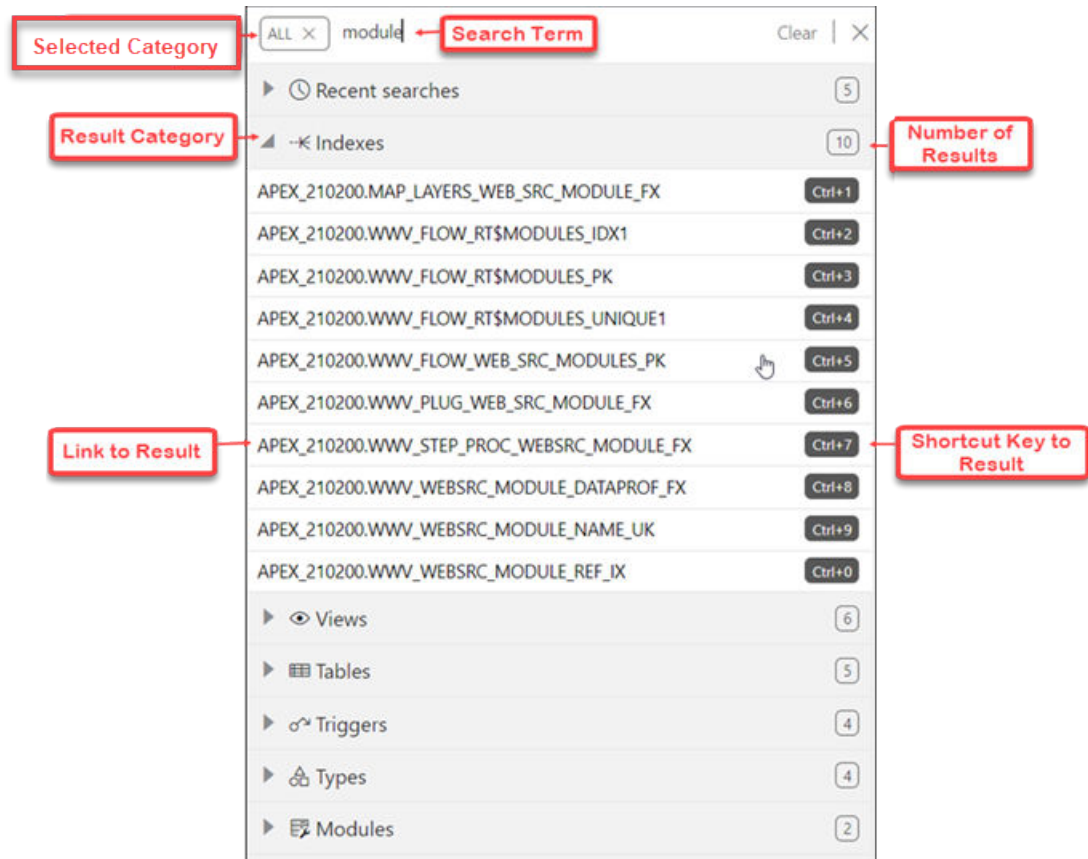 Selected Category
ALL × module
Search Term
Clear
Recent searches
5
Result Category
Indexes
10
Number of
Results
APEX_210200.MAP_LAYERS_WEB_SRC_MODULE_FX
Ctrl+1
APEX_210200.WWV_FLOW_RT$MODULES_IDX1
Ctrl+2
APEX_210200.WWV_FLOW_RT$MODULES_PK
Ctrl+3
APEX_210200.WWV_FLOW_RT$MODULES_UNIQUE1
Ctrl+4
APEX_210200.WWV_FLOW_WEB_SRC_MODULES_PK
Ctrl+5
APEX_210200.WWV_PLUG_WEB_SRC_MODULE_FX
Ctrl+6
Link to Result
APEX_210200.WWV_STEP_PROC_WEBSRC_MODULE_FX
Ctrl+7
Shortcut Key to
Result
APEX_210200.WWV_WEBSRC_MODULE_DATAPROF_FX
Ctrl+8
APEX_210200.WWV_WEBSRC_MODULE_NAME_UK
Ctrl+9
APEX_210200.WWV_WEBSRC_MODULE_REF_IX
Ctrl+0
Views
6
Tables
5
Triggers
4
Types
4
Modules
2